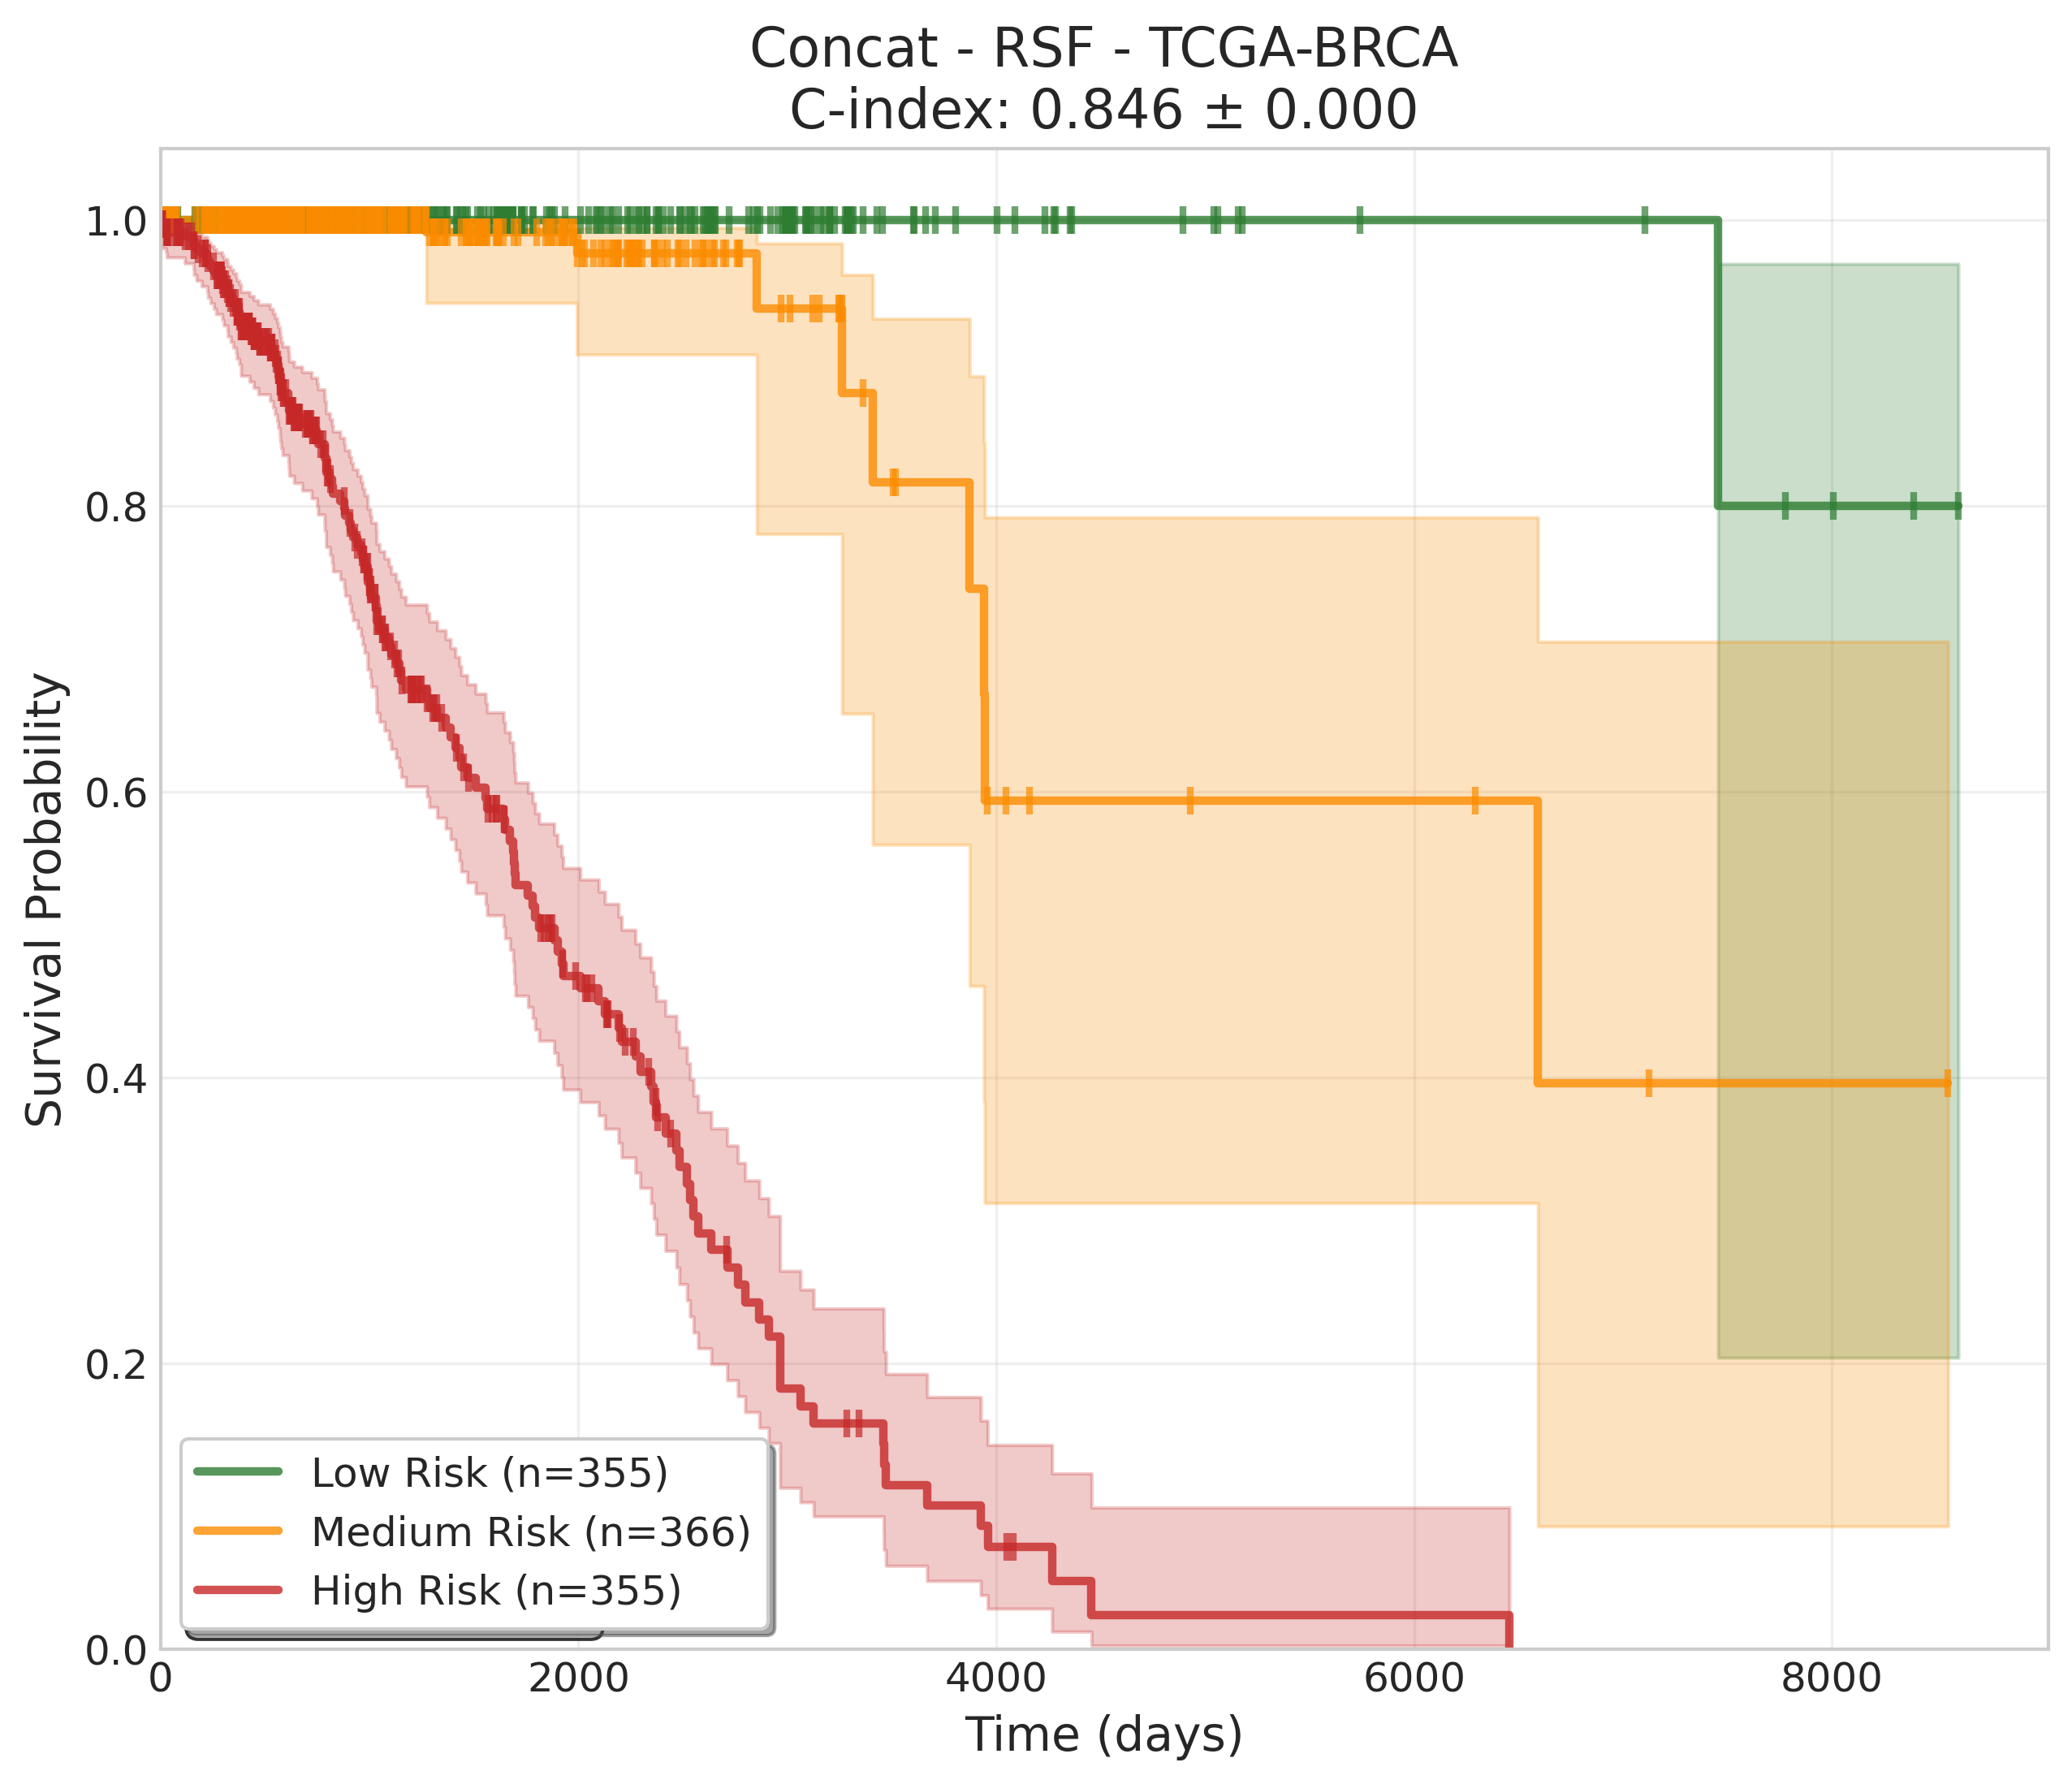 Concat - RSF - TCGA-BRCA
C-index: 0.846 ± 0.000
Survival Probability
1.0
0.8
0.6
0.4
0.2
0.0
Low Risk (n=355)
Medium Risk (n=366)
High Risk (n=355)
0
2000
4000
6000
8000
Time (days)